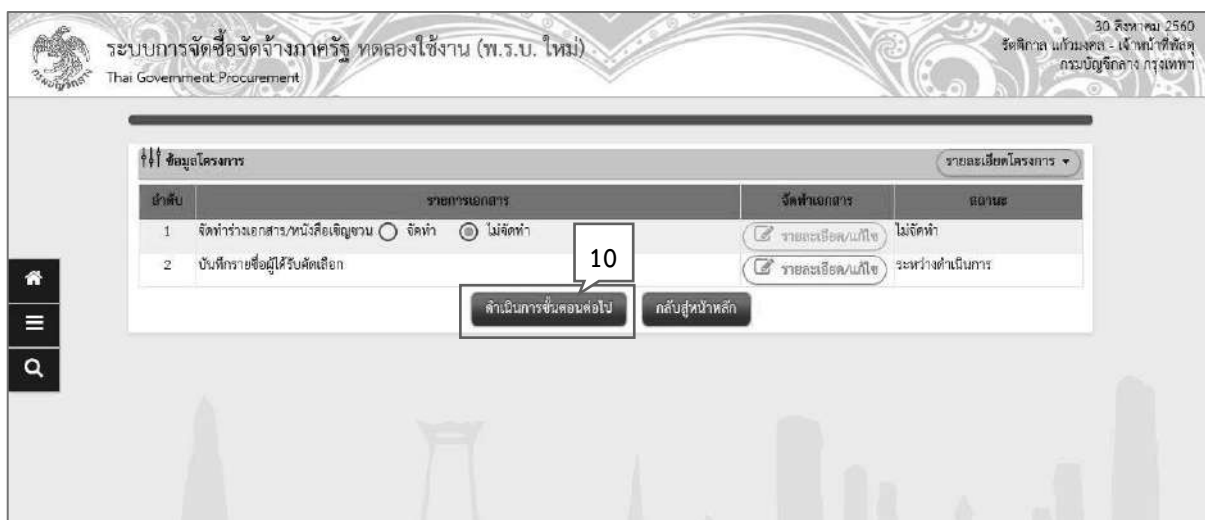 30 สิงหาคม 2560
ระบบการจัดซื้อจัดจ้างภาครัฐ ทดลองใช้งาน (พ.ร.บ. ใหม่)
รัตติกาล แก้วมงคล - เจ้าหน้าที่พัสดุ
Thai Government Procurement
กรมบัญชีกลาง กรุงเทพฯ
ข้อมูลโครงการ รายละเอียดโครงการ
ลำดับ รายการเอกสาร จัดทำเอกสาร สถานะ
1 จัดทำร่างเอกสาร/หนังสือเชิญชวน จัดทำ ไม่จัดทำ รายละเอียด/แก้ไข ไม่จัดทำ
2 บันทึกรายชื่อผู้ได้รับคัดเลือก รายละเอียด/แก้ไข ระหว่างดำเนินการ
10
ดำเนินการขั้นตอนต่อไป กลับสู่หน้าหลัก